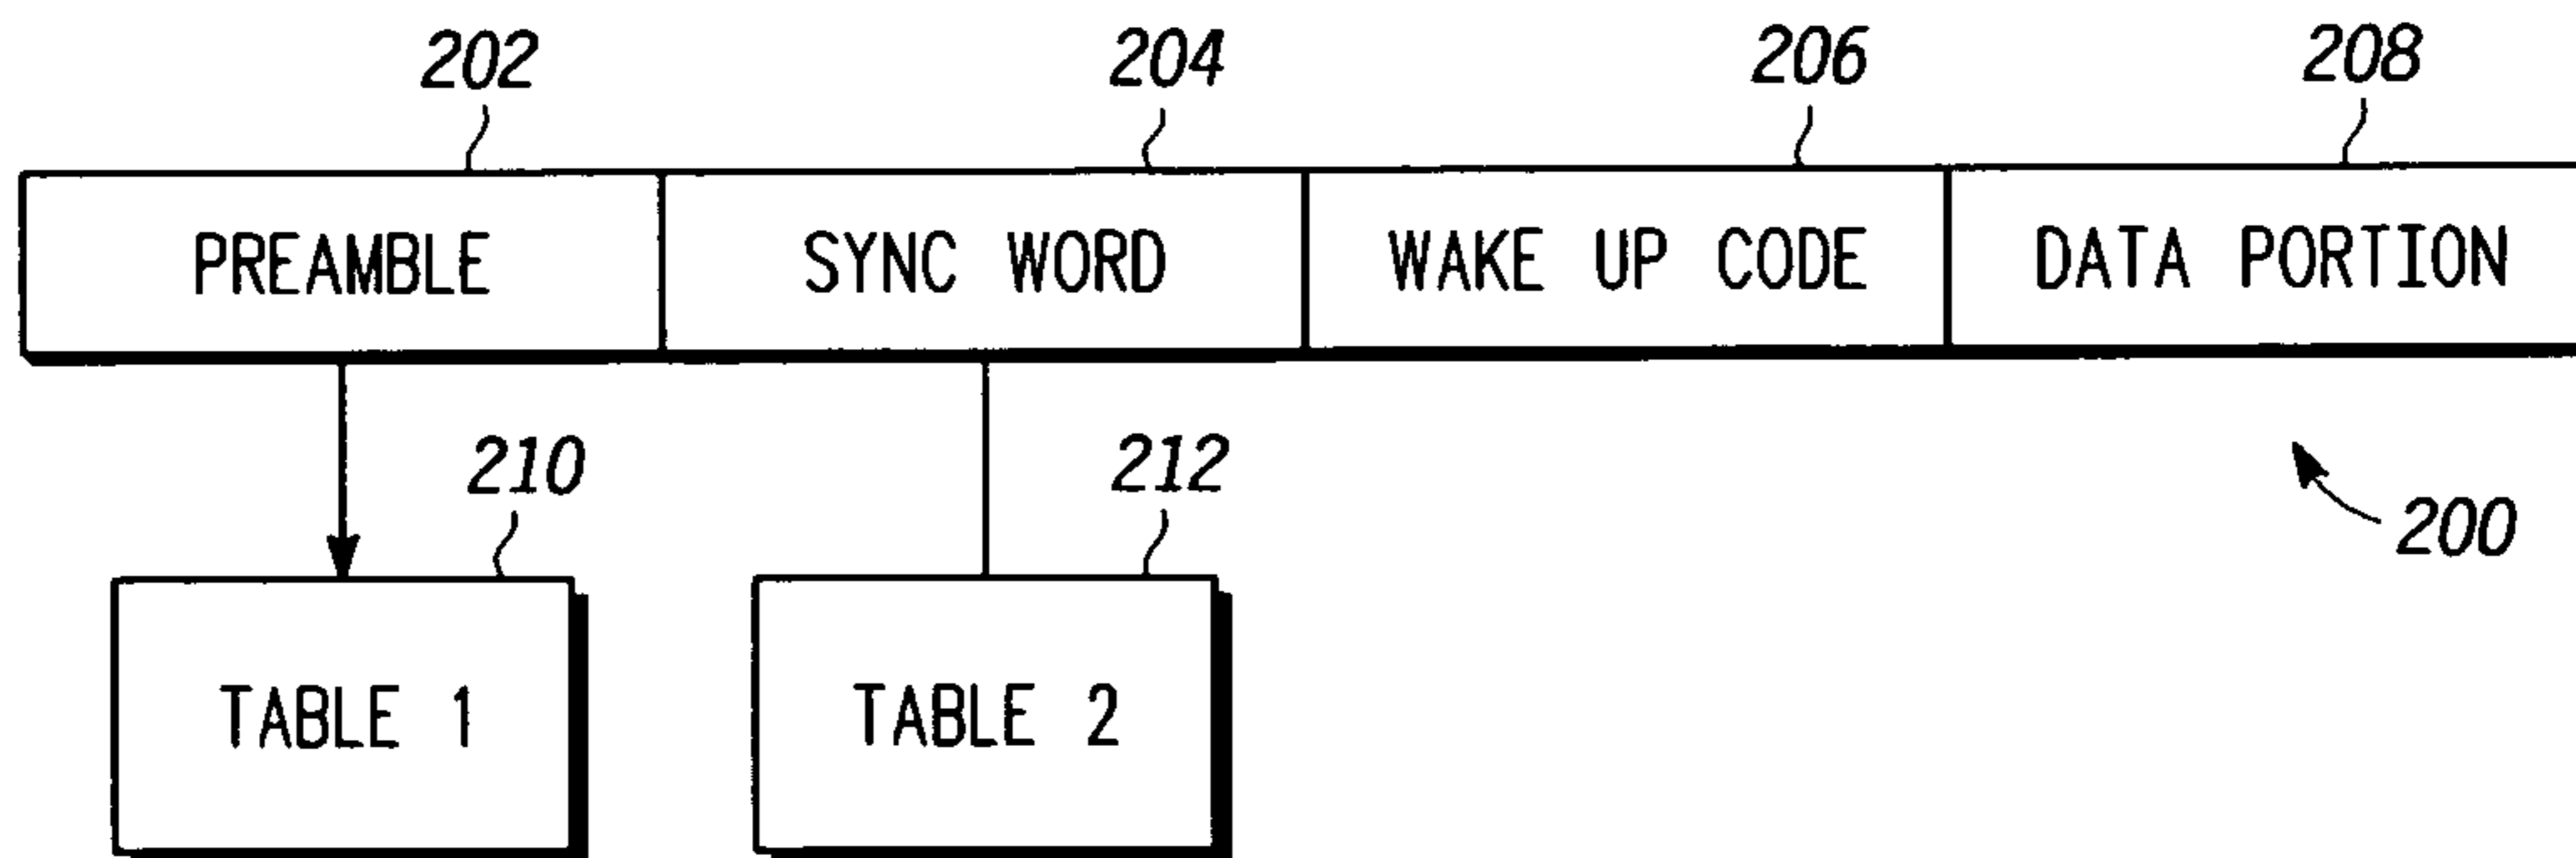 202 204 206 208
PREAMBLE SYNC WORD WAKE UP CODE DATA PORTION
210 212
200
TABLE 1 TABLE 2